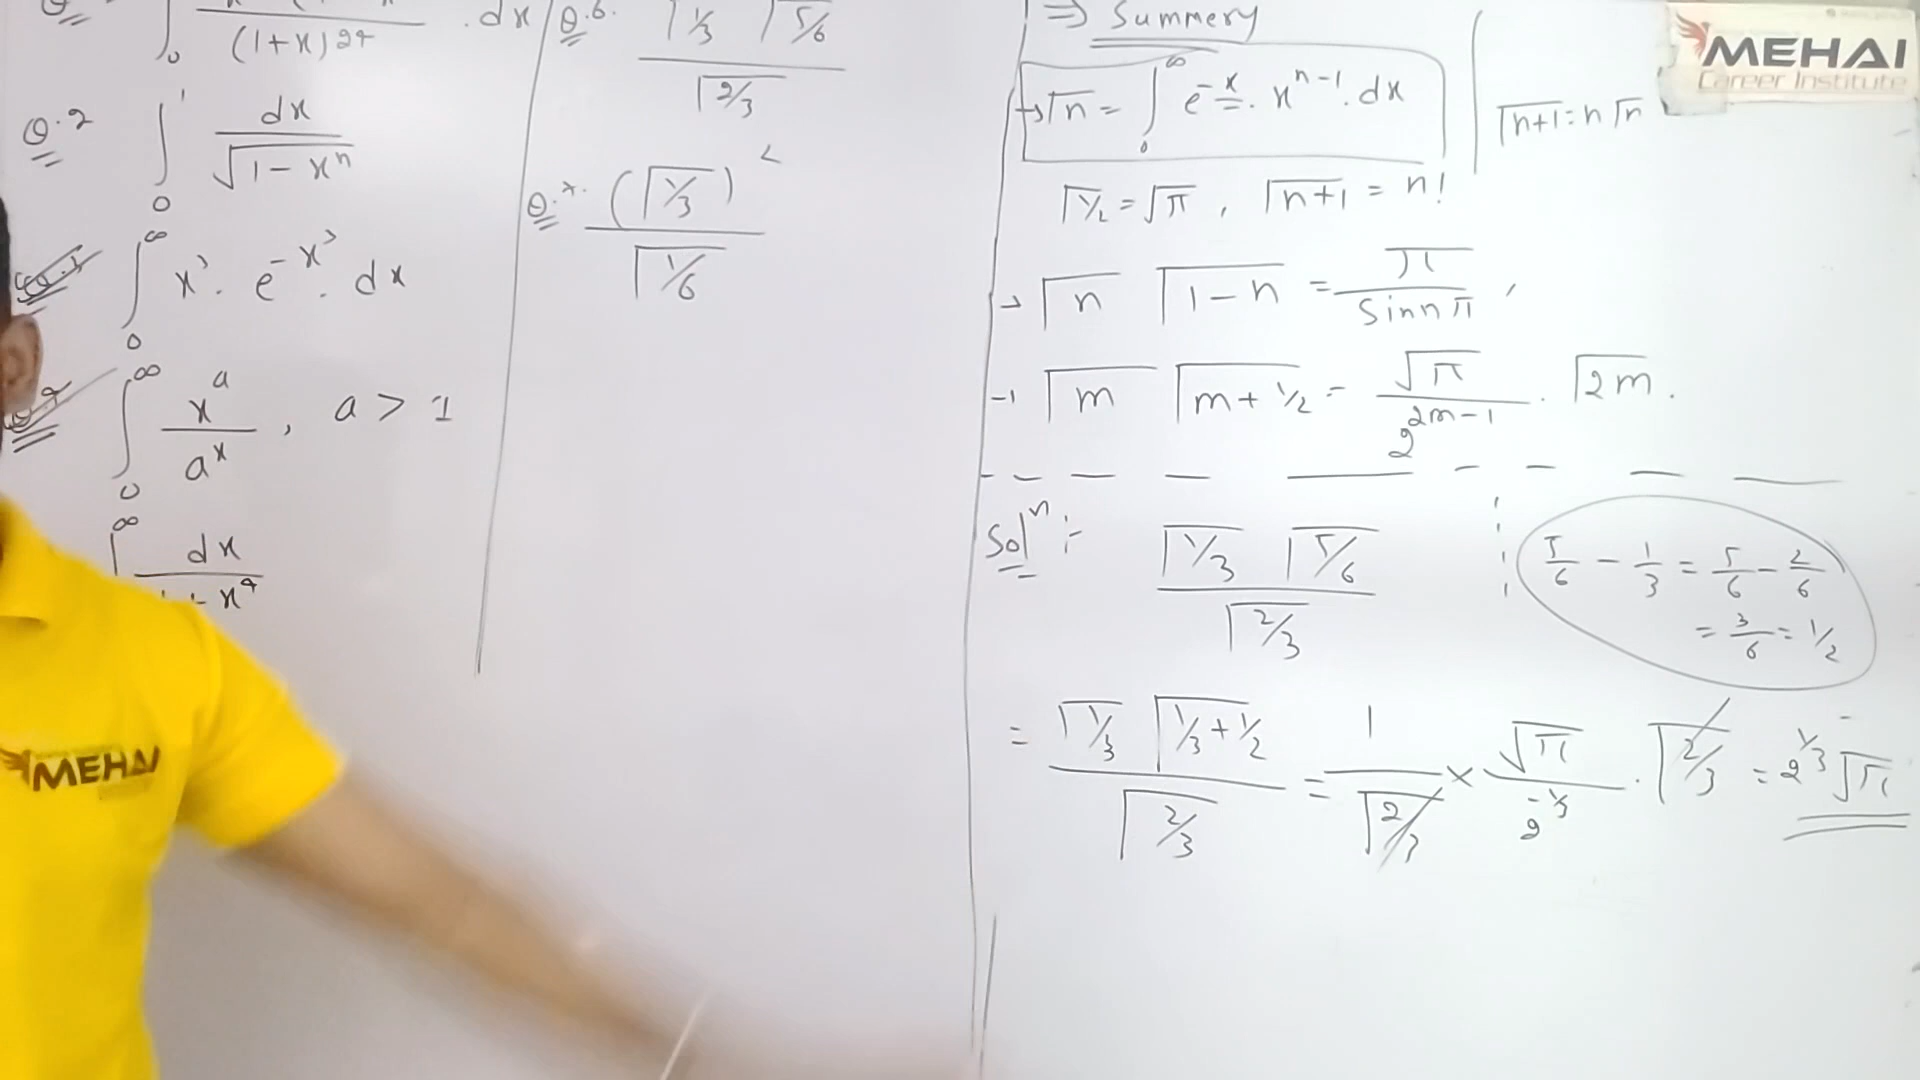 ∫₀ (1+x)24 . dx
Q.2 ∫₀¹ dx/√(1-xⁿ)
∫₀^∞ x³. e^(-x³). dx
∫₀^∞ x^a/a^x , a > 1
∞ dx
x⁴
Q.6. Γ1/3 Γ5/6 / Γ2/3
Q. (Γ1/3)² / Γ1/6
⇒ Summery
→ Γn = ∫₀^∞ e^(-x). x^(n-1). dx
Γn+1 = n Γn
Γ1/2 = √π , Γn+1 = n!
→ Γn Γ1-n = π/Sin nπ ,
→ Γm Γm+1/2 = √π/2^(2m-1) . Γ2m.
Solⁿ :- Γ1/3 Γ5/6 / Γ2/3
5/6 - 1/3 = 5/6 - 2/6
= 3/6 = 1/2
= Γ1/3 Γ1/3+1/2 / Γ2/3 = 1/Γ2/3 × √π/2^(-1/3) . Γ2/3 = 2^(1/3) √π
MEHAI
Career Institute
MEHAI